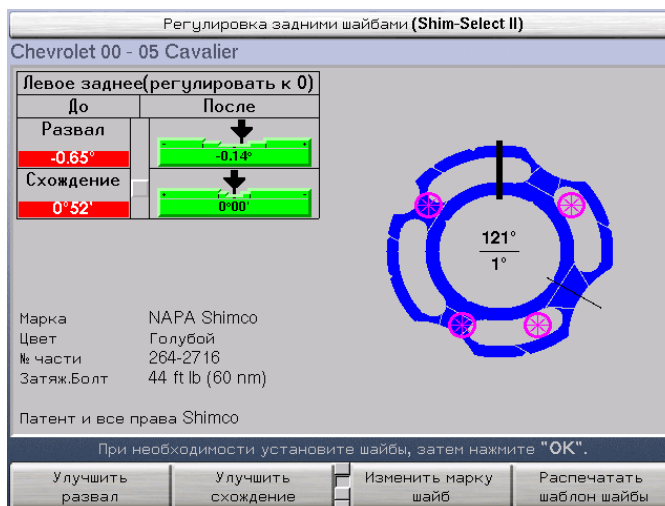 Регулировка задними шайбами (Shim-Select II)
Chevrolet 00 - 05 Cavalier
Левое заднее(регулировать к 0)
До После
Развал
-0.65° -0.14°
Схождение
0°52' 0°00'
121°
1°
Марка NAPA Shimco
Цвет Голубой
№ части 264-2716
Затяж.Болт 44 ft lb (60 nm)
Патент и все права Shimco
При необходимости установите шайбы, затем нажмите "OK".
Улучшить развал
Улучшить схождение
Изменить марку шайб
Распечатать шаблон шайбы